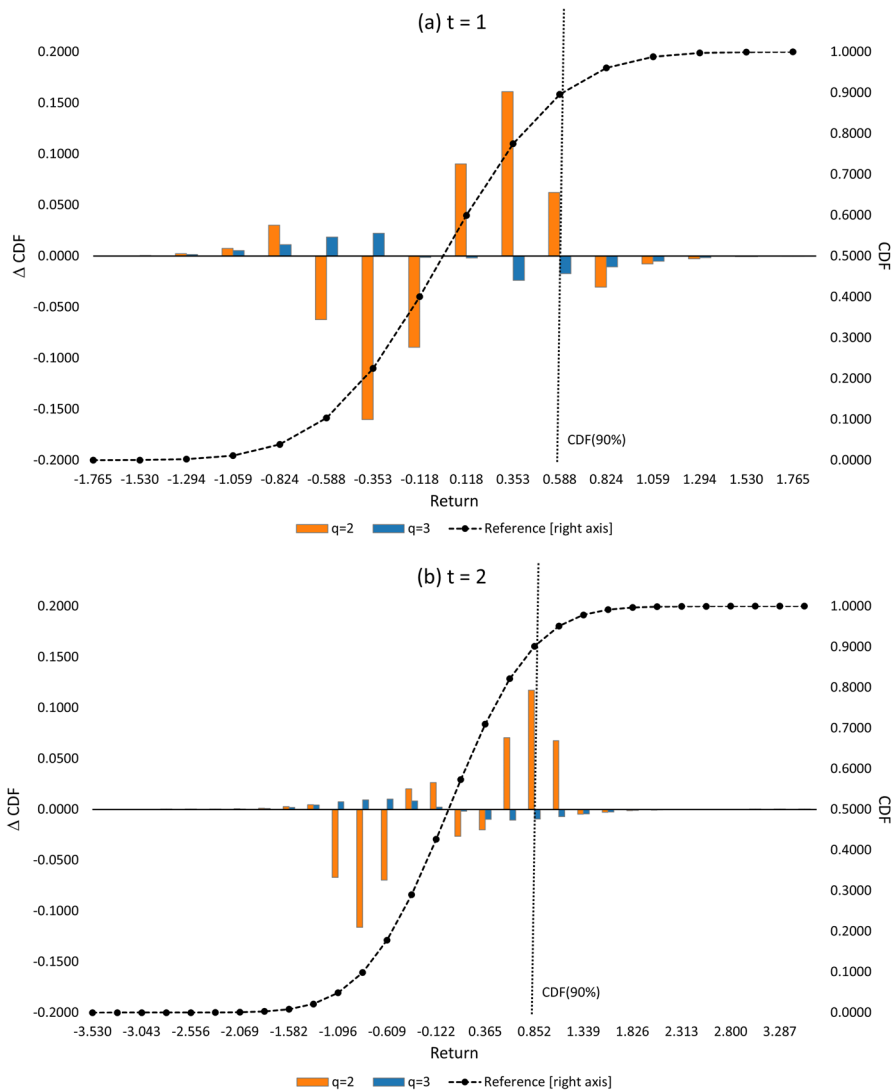 (a) t = 1
0.2000
0.1500
0.1000
0.0500
0.0000
-0.0500
-0.1000
-0.1500
-0.2000
Δ CDF
1.0000
0.9000
0.8000
0.7000
0.6000
0.5000
0.4000
0.3000
0.2000
0.1000
0.0000
CDF
CDF(90%)
-1.765 -1.530 -1.294 -1.059 -0.824 -0.588 -0.353 -0.118 0.118 0.353 0.588 0.824 1.059 1.294 1.530 1.765
Return
q=2 q=3 Reference [right axis]
(b) t = 2
0.2000
0.1500
0.1000
0.0500
0.0000
-0.0500
-0.1000
-0.1500
-0.2000
Δ CDF
1.0000
0.9000
0.8000
0.7000
0.6000
0.5000
0.4000
0.3000
0.2000
0.1000
0.0000
CDF
CDF(90%)
-3.530 -3.043 -2.556 -2.069 -1.582 -1.096 -0.609 -0.122 0.365 0.852 1.339 1.826 2.313 2.800 3.287
Return
q=2 q=3 Reference [right axis]